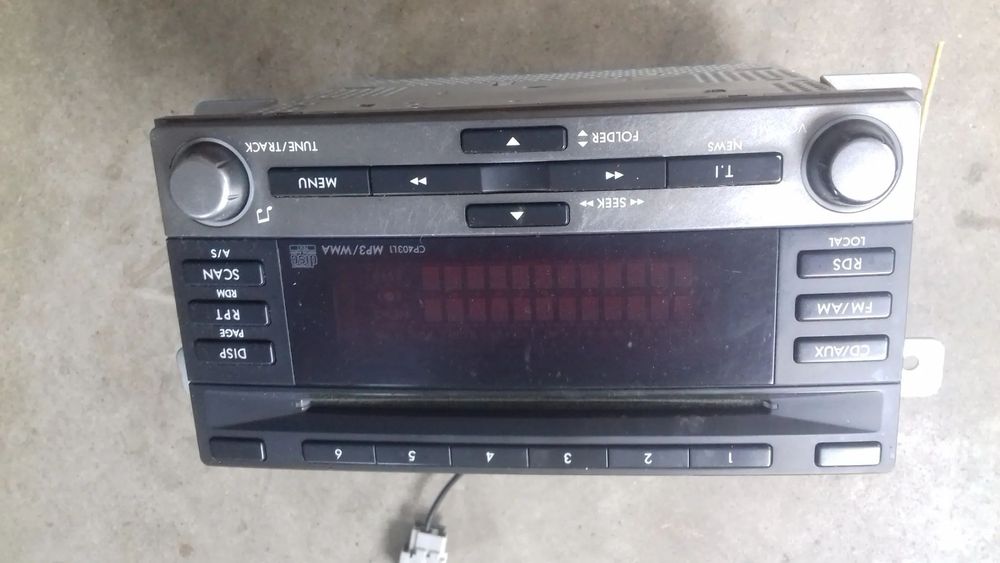 1 2 3 4 5 6
CD/AUX DISP
PAGE
FM/AM RPT
RDM
RDS SCAN
LOCAL A/S
CP403L1 MP3/WMA
disc
SEEK
T.I MENU
NEWS
FOLDER
TUNE/TRACK